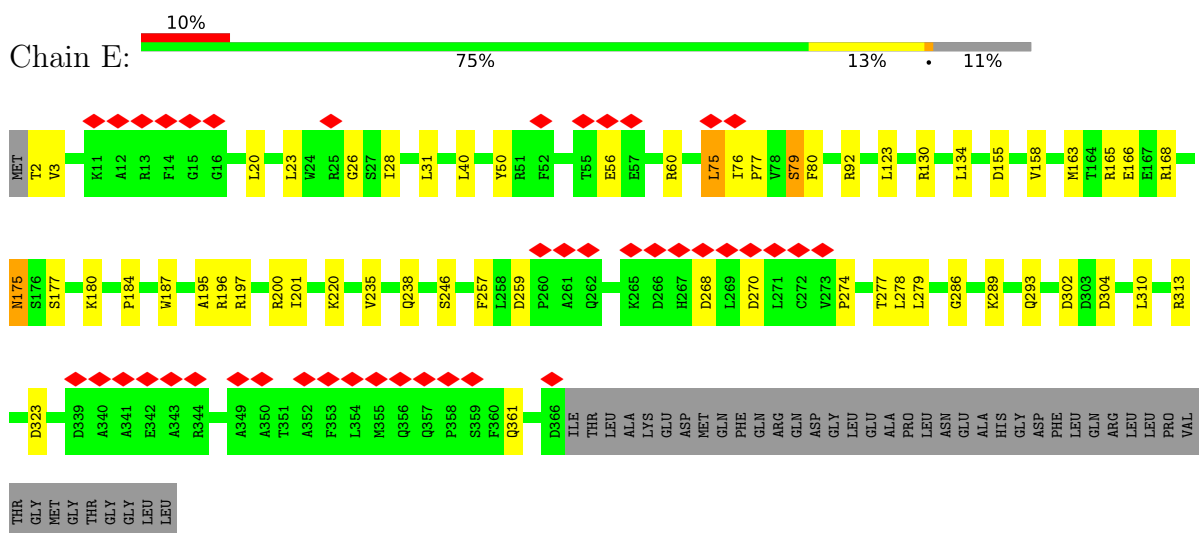 10%
Chain E:
75% 13% • 11%
MET T2 V3 K11 A12 R13 F14 G15 G16 L20 L23 W24 R25 G26 S27 I28 L31 L40 Y50 R51 F52 T55 E56 E57 R60 L75 I76 P77 V78 S79 F80 R92 L123 R130 L134 D155 V158 M163 T164 R165 E166 E167 R168
N175 S176 S177 K180 P184 W187 A195 R196 R197 R200 I201 K220 V235 Q238 S246 F257 L258 D259 P260 A261 Q262 K265 D266 H267 D268 L269 D270 L271 C272 V273 P274 T277 L278 L279 G286 K289 Q293 D302 D303 D304 L310 R313
D323 D339 A340 A341 E342 A343 R344 A349 A350 T351 A352 F353 L354 M355 Q356 Q357 P358 S359 F360 Q361 D366 ILE THR LEU ALA LYS GLU ASP MET GLN PHE GLN ARG GLN ASP GLY LEU GLU ALA PRO LEU ASN GLU ALA HIS GLY ASP PHE LEU GLN ARG LEU LEU PRO VAL
THR GLY MET GLY THR GLY GLY LEU LEU